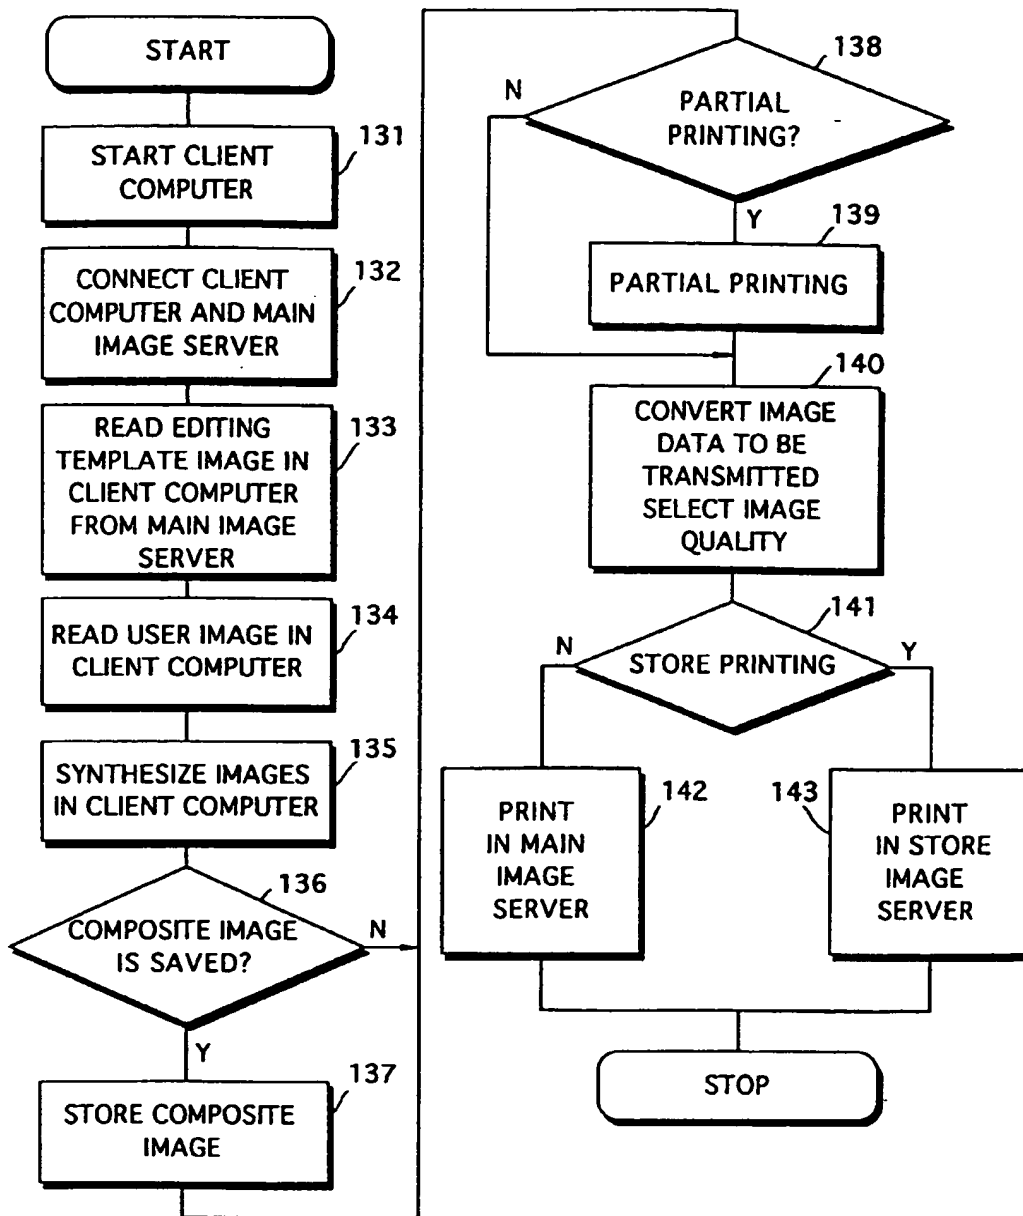 START
131
START CLIENT
COMPUTER
132
CONNECT CLIENT
COMPUTER AND MAIN
IMAGE SERVER
133
READ EDITING
TEMPLATE IMAGE IN
CLIENT COMPUTER
FROM MAIN IMAGE
SERVER
134
READ USER IMAGE IN
CLIENT COMPUTER
135
SYNTHESIZE IMAGES
IN CLIENT COMPUTER
136
COMPOSITE IMAGE
IS SAVED?
N
Y
137
STORE COMPOSITE
IMAGE
138
PARTIAL
PRINTING?
N
Y
139
PARTIAL PRINTING
140
CONVERT IMAGE
DATA TO BE
TRANSMITTED
SELECT IMAGE
QUALITY
141
STORE PRINTING
N
Y
142
PRINT
IN MAIN
IMAGE
SERVER
143
PRINT
IN STORE
IMAGE
SERVER
STOP